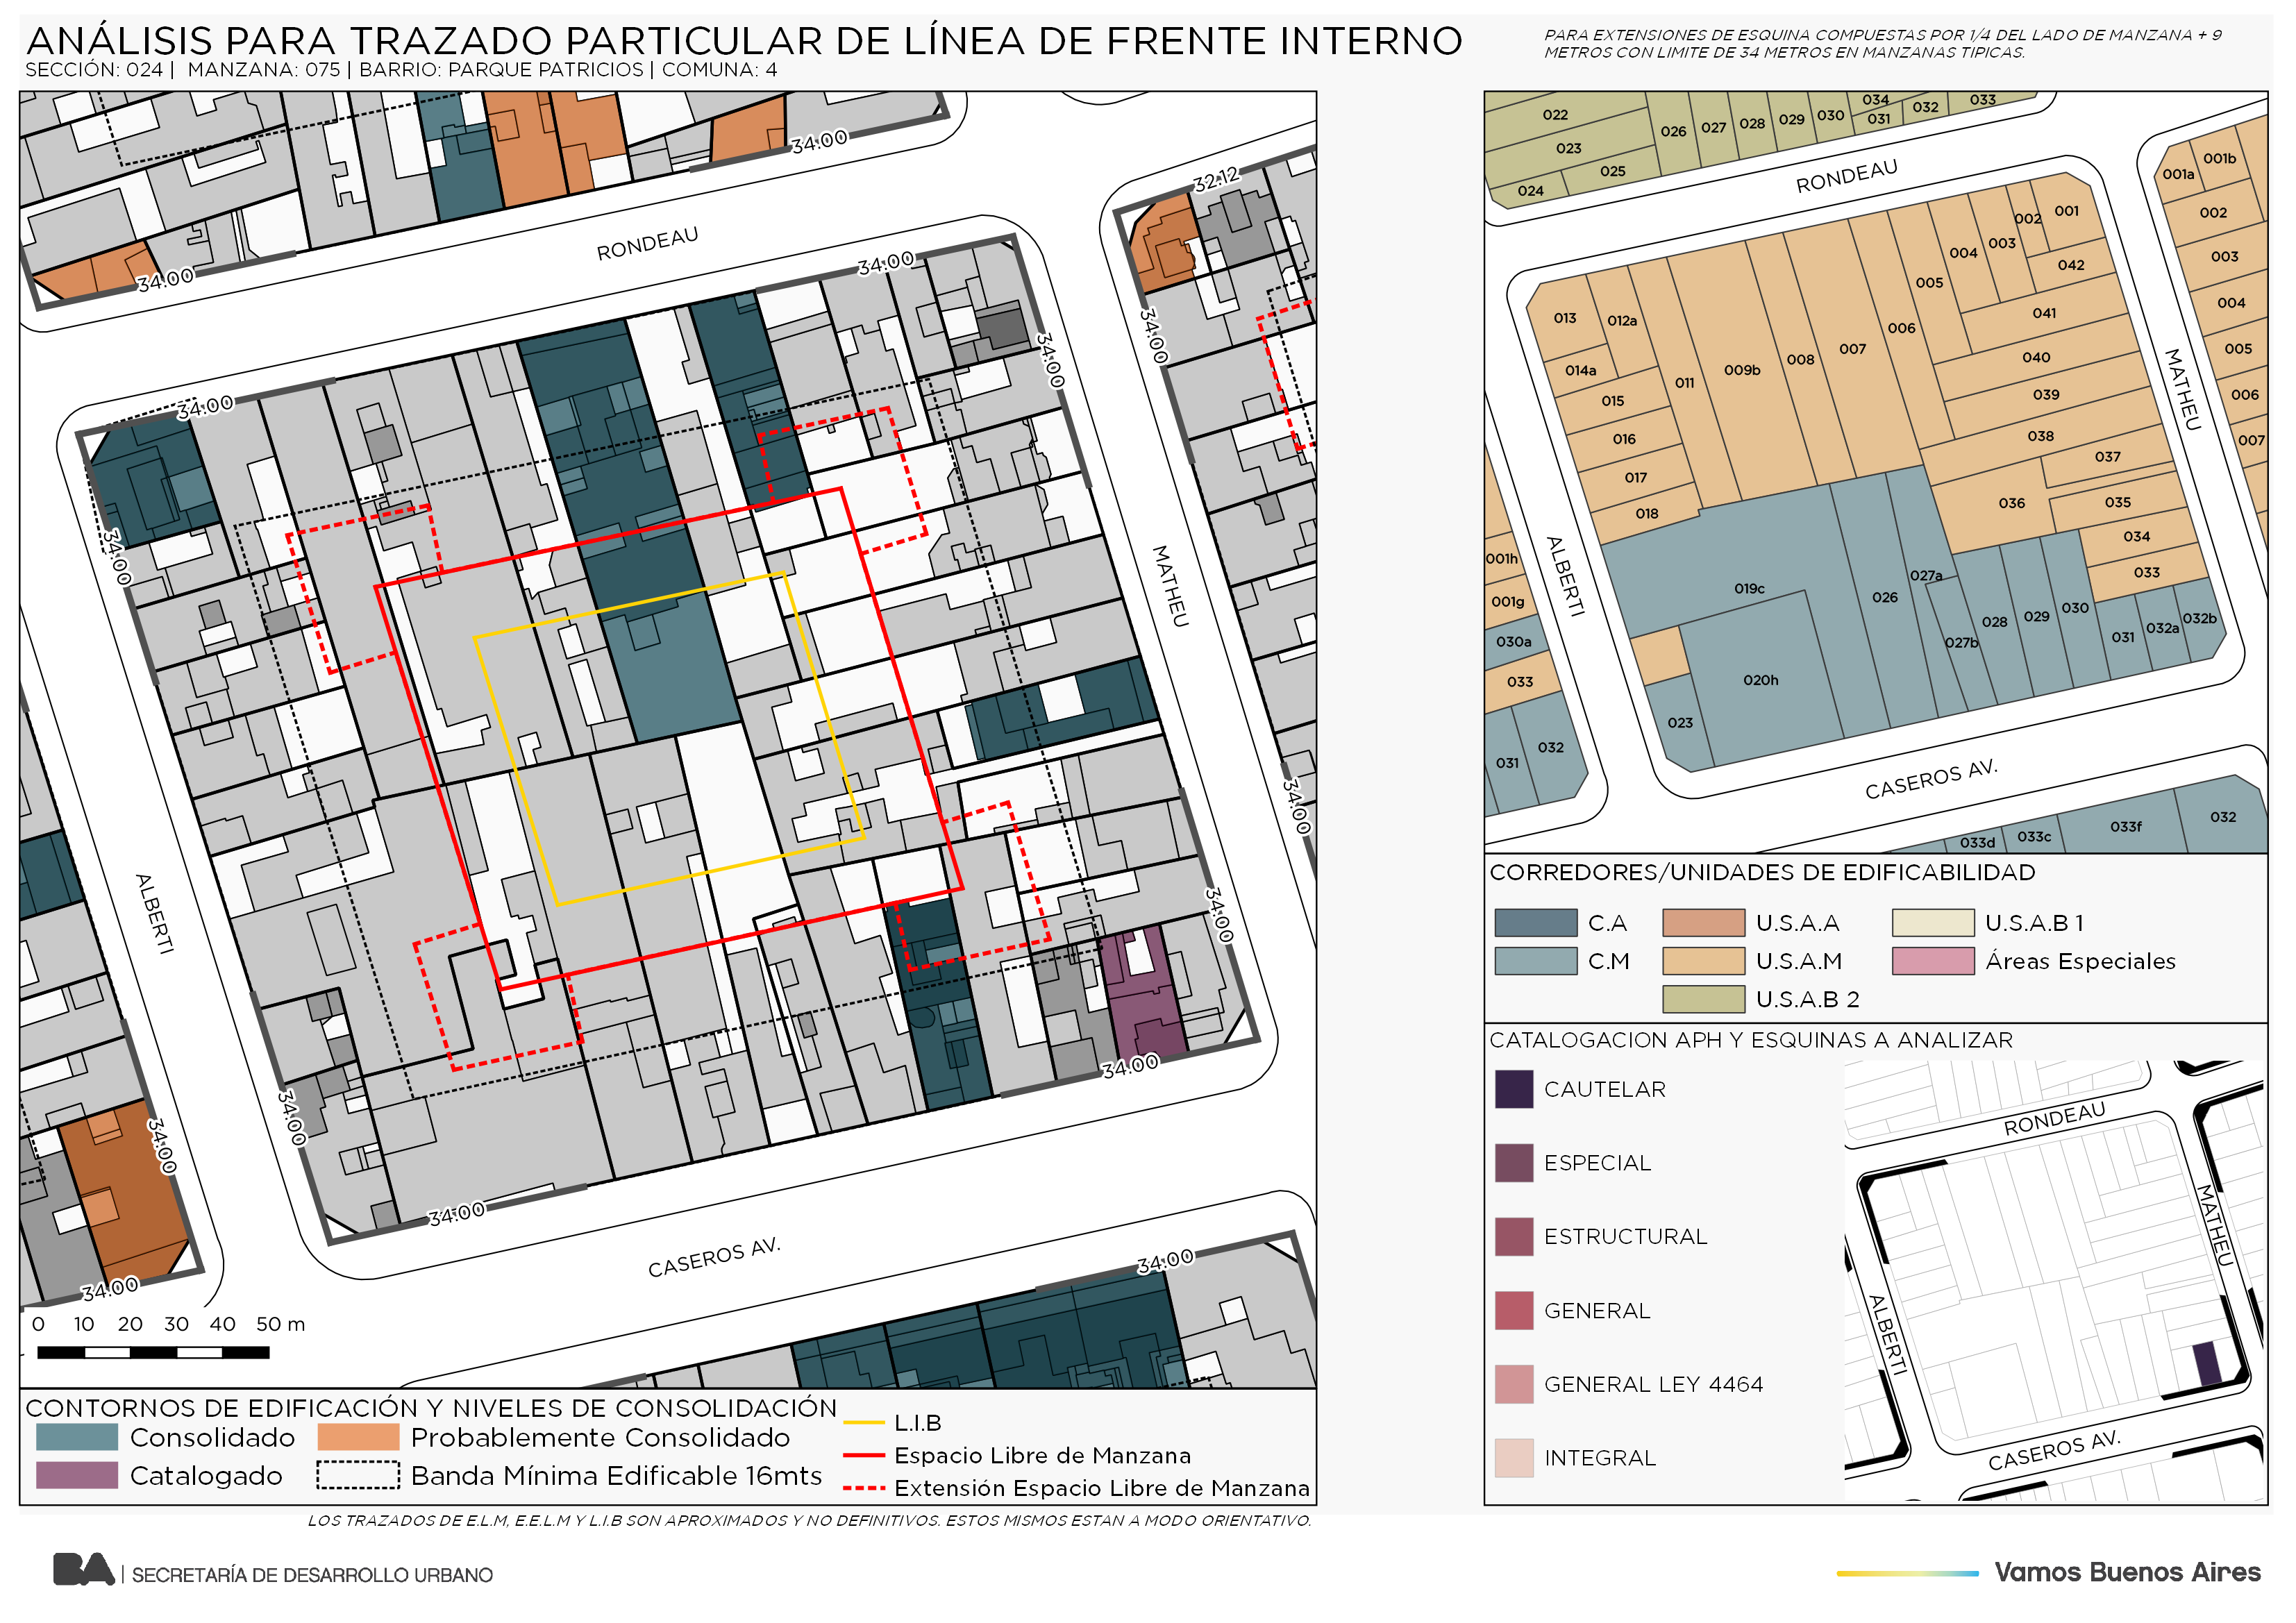 ANÁLISIS PARA TRAZADO PARTICULAR DE LÍNEA DE FRENTE INTERNO
SECCIÓN: 024 | MANZANA: 075 | BARRIO: PARQUE PATRICIOS | COMUNA: 4
PARA EXTENSIONES DE ESQUINA COMPUESTAS POR 1/4 DEL LADO DE MANZANA + 9
METROS CON LIMITE DE 34 METROS EN MANZANAS TIPICAS.
34.00
34.00
32.12
RONDEAU
34.00
34.00
34.00
34.00
34.00
34.00
MATHEU
34.00
ALBERTI
34.00
34.00
34.00
34.00
34.00
34.00
CASEROS AV.
34.00
34.00
0 10 20 30 40 50 m
CONTORNOS DE EDIFICACIÓN Y NIVELES DE CONSOLIDACIÓN
Consolidado
Probablemente Consolidado
Catalogado
Banda Mínima Edificable 16mts
L.I.B
Espacio Libre de Manzana
Extensión Espacio Libre de Manzana
LOS TRAZADOS DE E.L.M, E.E.L.M Y L.I.B SON APROXIMADOS Y NO DEFINITIVOS. ESTOS MISMOS ESTAN A MODO ORIENTATIVO.
022
023
024
025
026
027
028
029
030
034
031
032
033
RONDEAU
001a
001b
002
003
004
005
006
007
013
012a
014a
015
016
017
018
011
009b
008
007
006
005
004
003
002
001
042
041
040
039
038
037
036
035
034
033
MATHEU
ALBERTI
001h
001g
030a
033
032
031
019c
020h
023
026
027a
027b
028
029
030
031
032a
032b
CASEROS AV.
033d
033c
033f
032
CORREDORES/UNIDADES DE EDIFICABILIDAD
C.A
U.S.A.A
U.S.A.B 1
C.M
U.S.A.M
Áreas Especiales
U.S.A.B 2
CATALOGACION APH Y ESQUINAS A ANALIZAR
CAUTELAR
ESPECIAL
ESTRUCTURAL
GENERAL
GENERAL LEY 4464
INTEGRAL
RONDEAU
MATHEU
ALBERTI
CASEROS AV.
BA | SECRETARÍA DE DESARROLLO URBANO
Vamos Buenos Aires